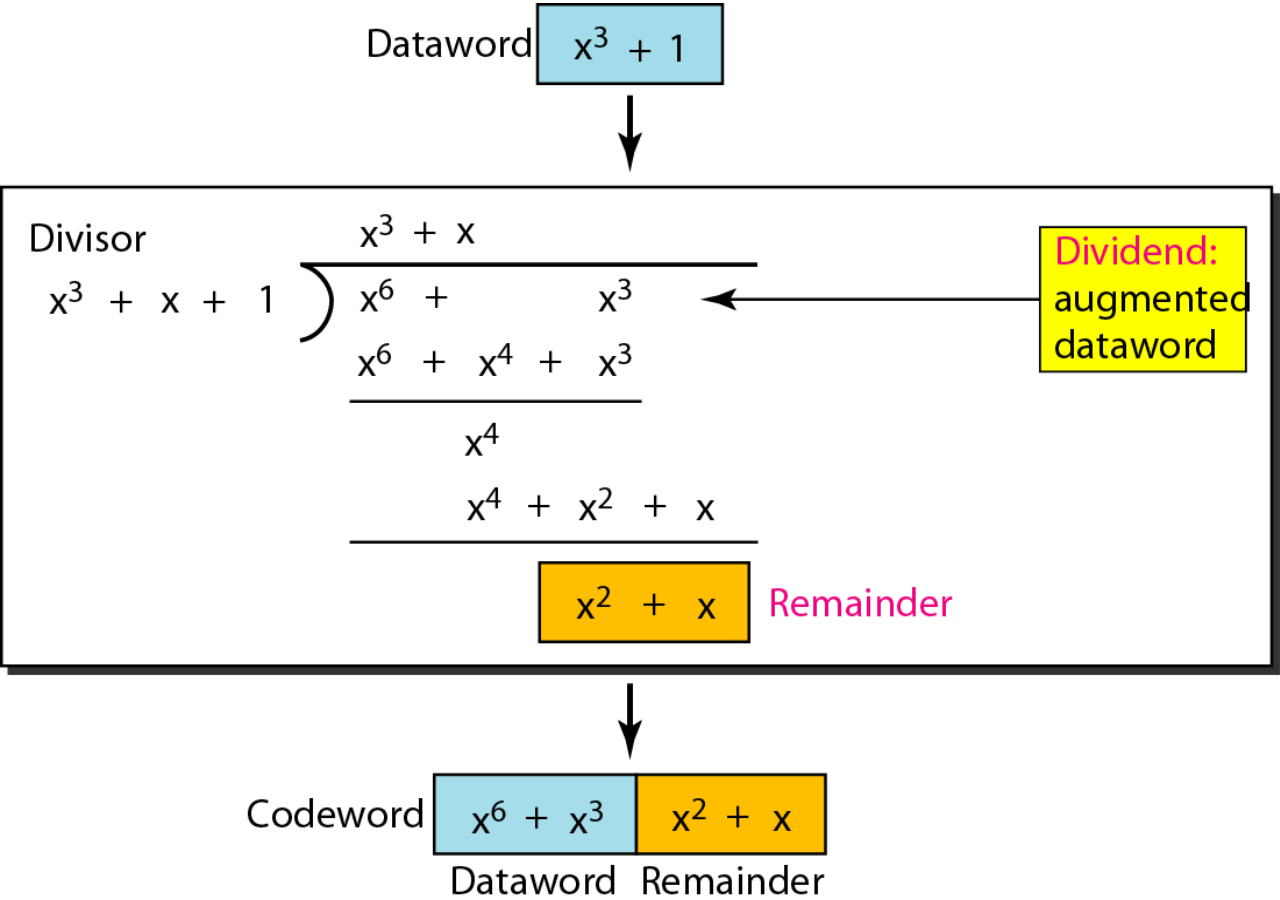 Dataword x³ + 1
Divisor
x³ + x
x³ + x + 1
x⁶ + x³
Dividend:
augmented
dataword
x⁶ + x⁴ + x³
x⁴
x⁴ + x² + x
x² + x Remainder
Codeword x⁶ + x³ x² + x
Dataword Remainder